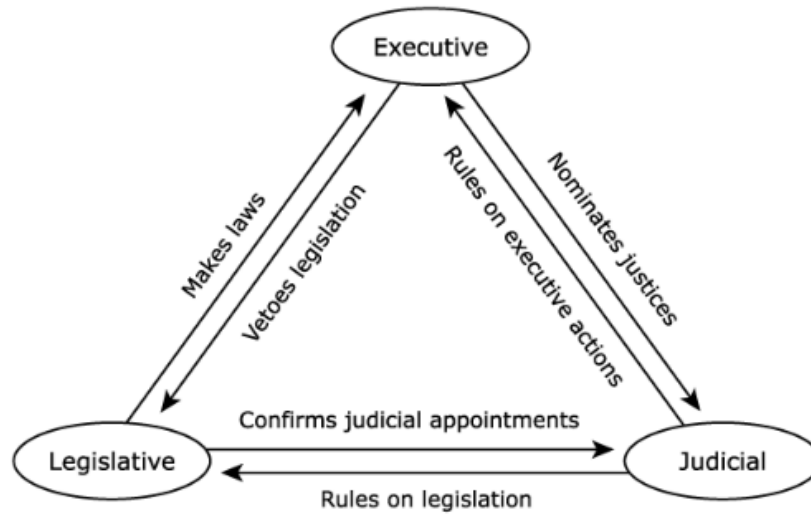 Executive
Makes laws
Vetoes legislation
Rules on executive actions
Nominates justices
Confirms judicial appointments
Legislative
Judicial
Rules on legislation